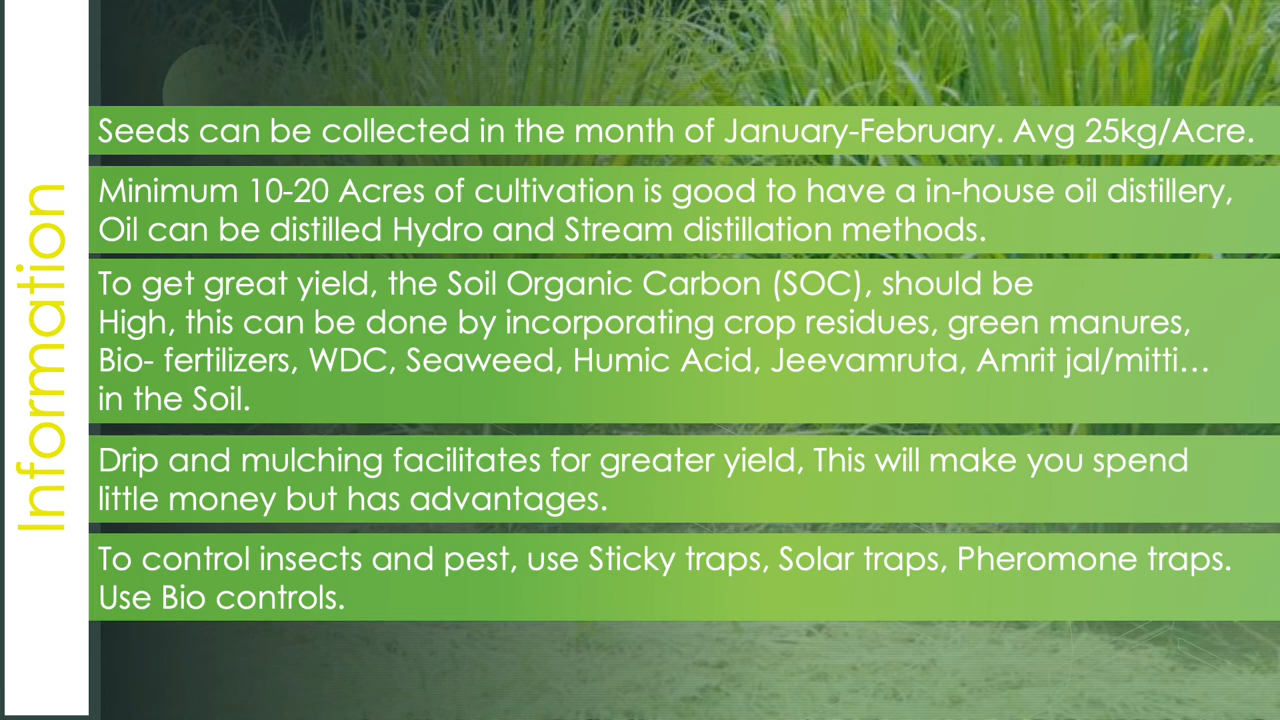 Information
Seeds can be collected in the month of January-February. Avg 25kg/Acre.
Minimum 10-20 Acres of cultivation is good to have a in-house oil distillery,
Oil can be distilled Hydro and Stream distillation methods.
To get great yield, the Soil Organic Carbon (SOC), should be
High, this can be done by incorporating crop residues, green manures,
Bio- fertilizers, WDC, Seaweed, Humic Acid, Jeevamruta, Amrit jal/mitti...
in the Soil.
Drip and mulching facilitates for greater yield, This will make you spend
little money but has advantages.
To control insects and pest, use Sticky traps, Solar traps, Pheromone traps.
Use Bio controls.